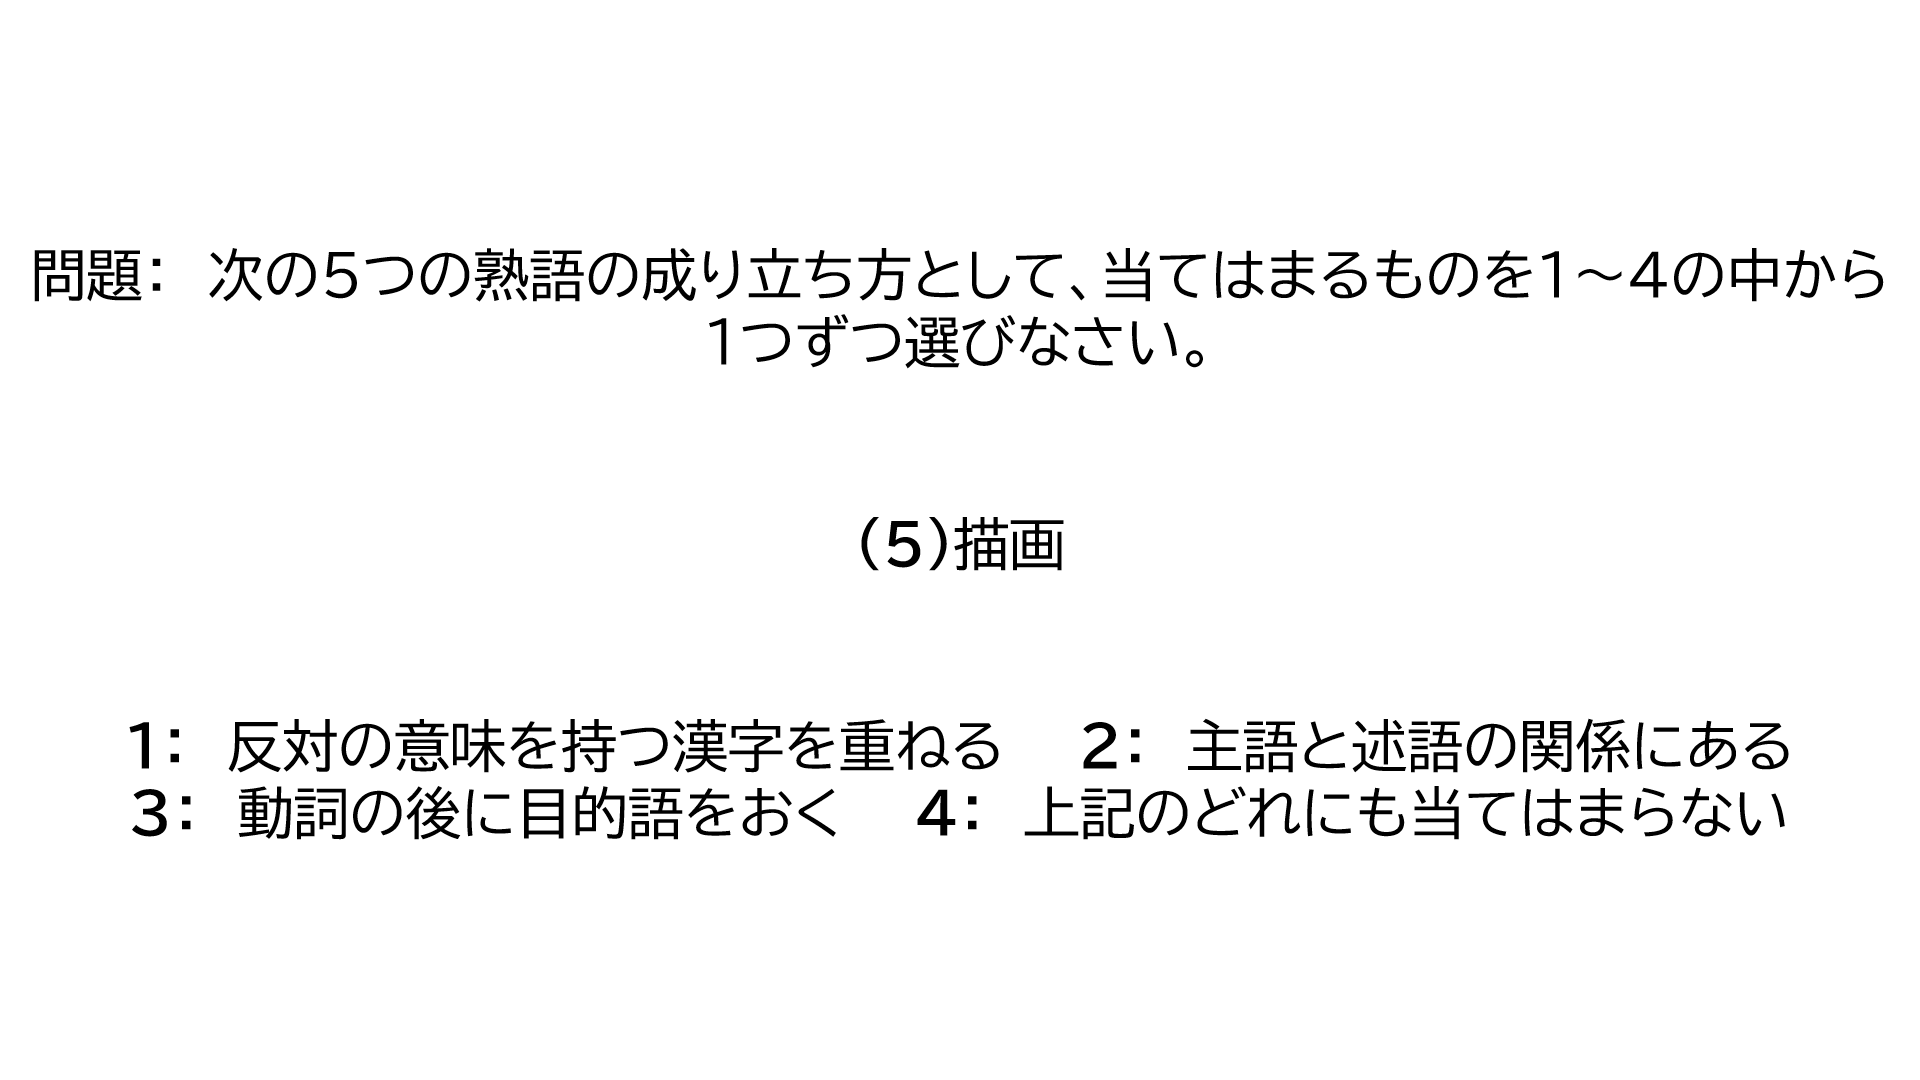 問題：　次の５つの熟語の成り立ち方として、当てはまるものを１～４の中から
１つずつ選びなさい。
（５）描画
１：　反対の意味を持つ漢字を重ねる　２：　主語と述語の関係にある
３：　動詞の後に目的語をおく　４：　上記のどれにも当てはまらない